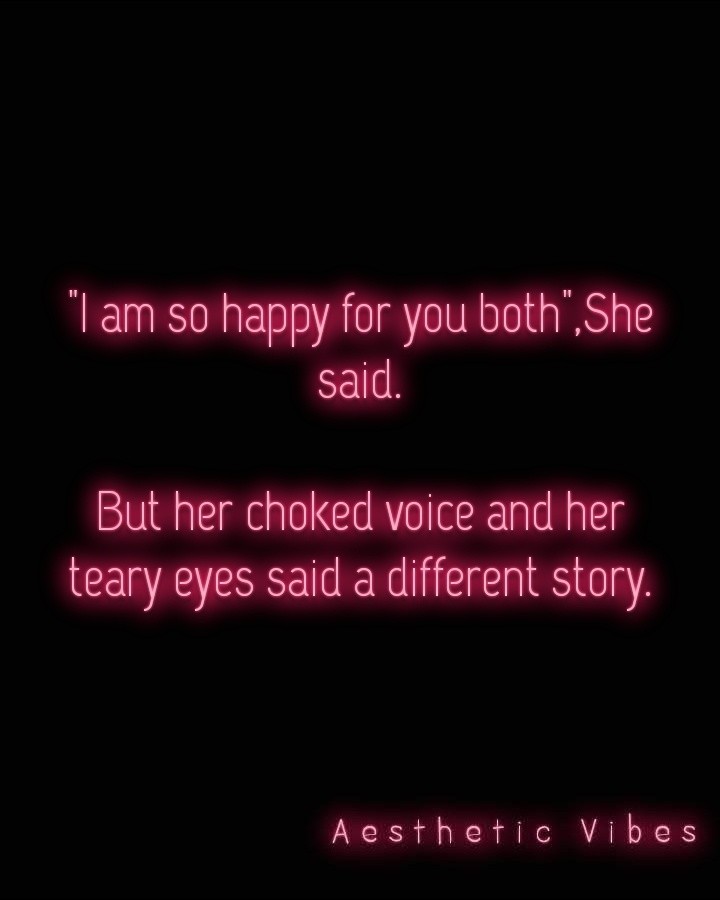 "I am so happy for you both",She
said.
But her choked voice and her
teary eyes said a different story.
Aesthetic Vibes